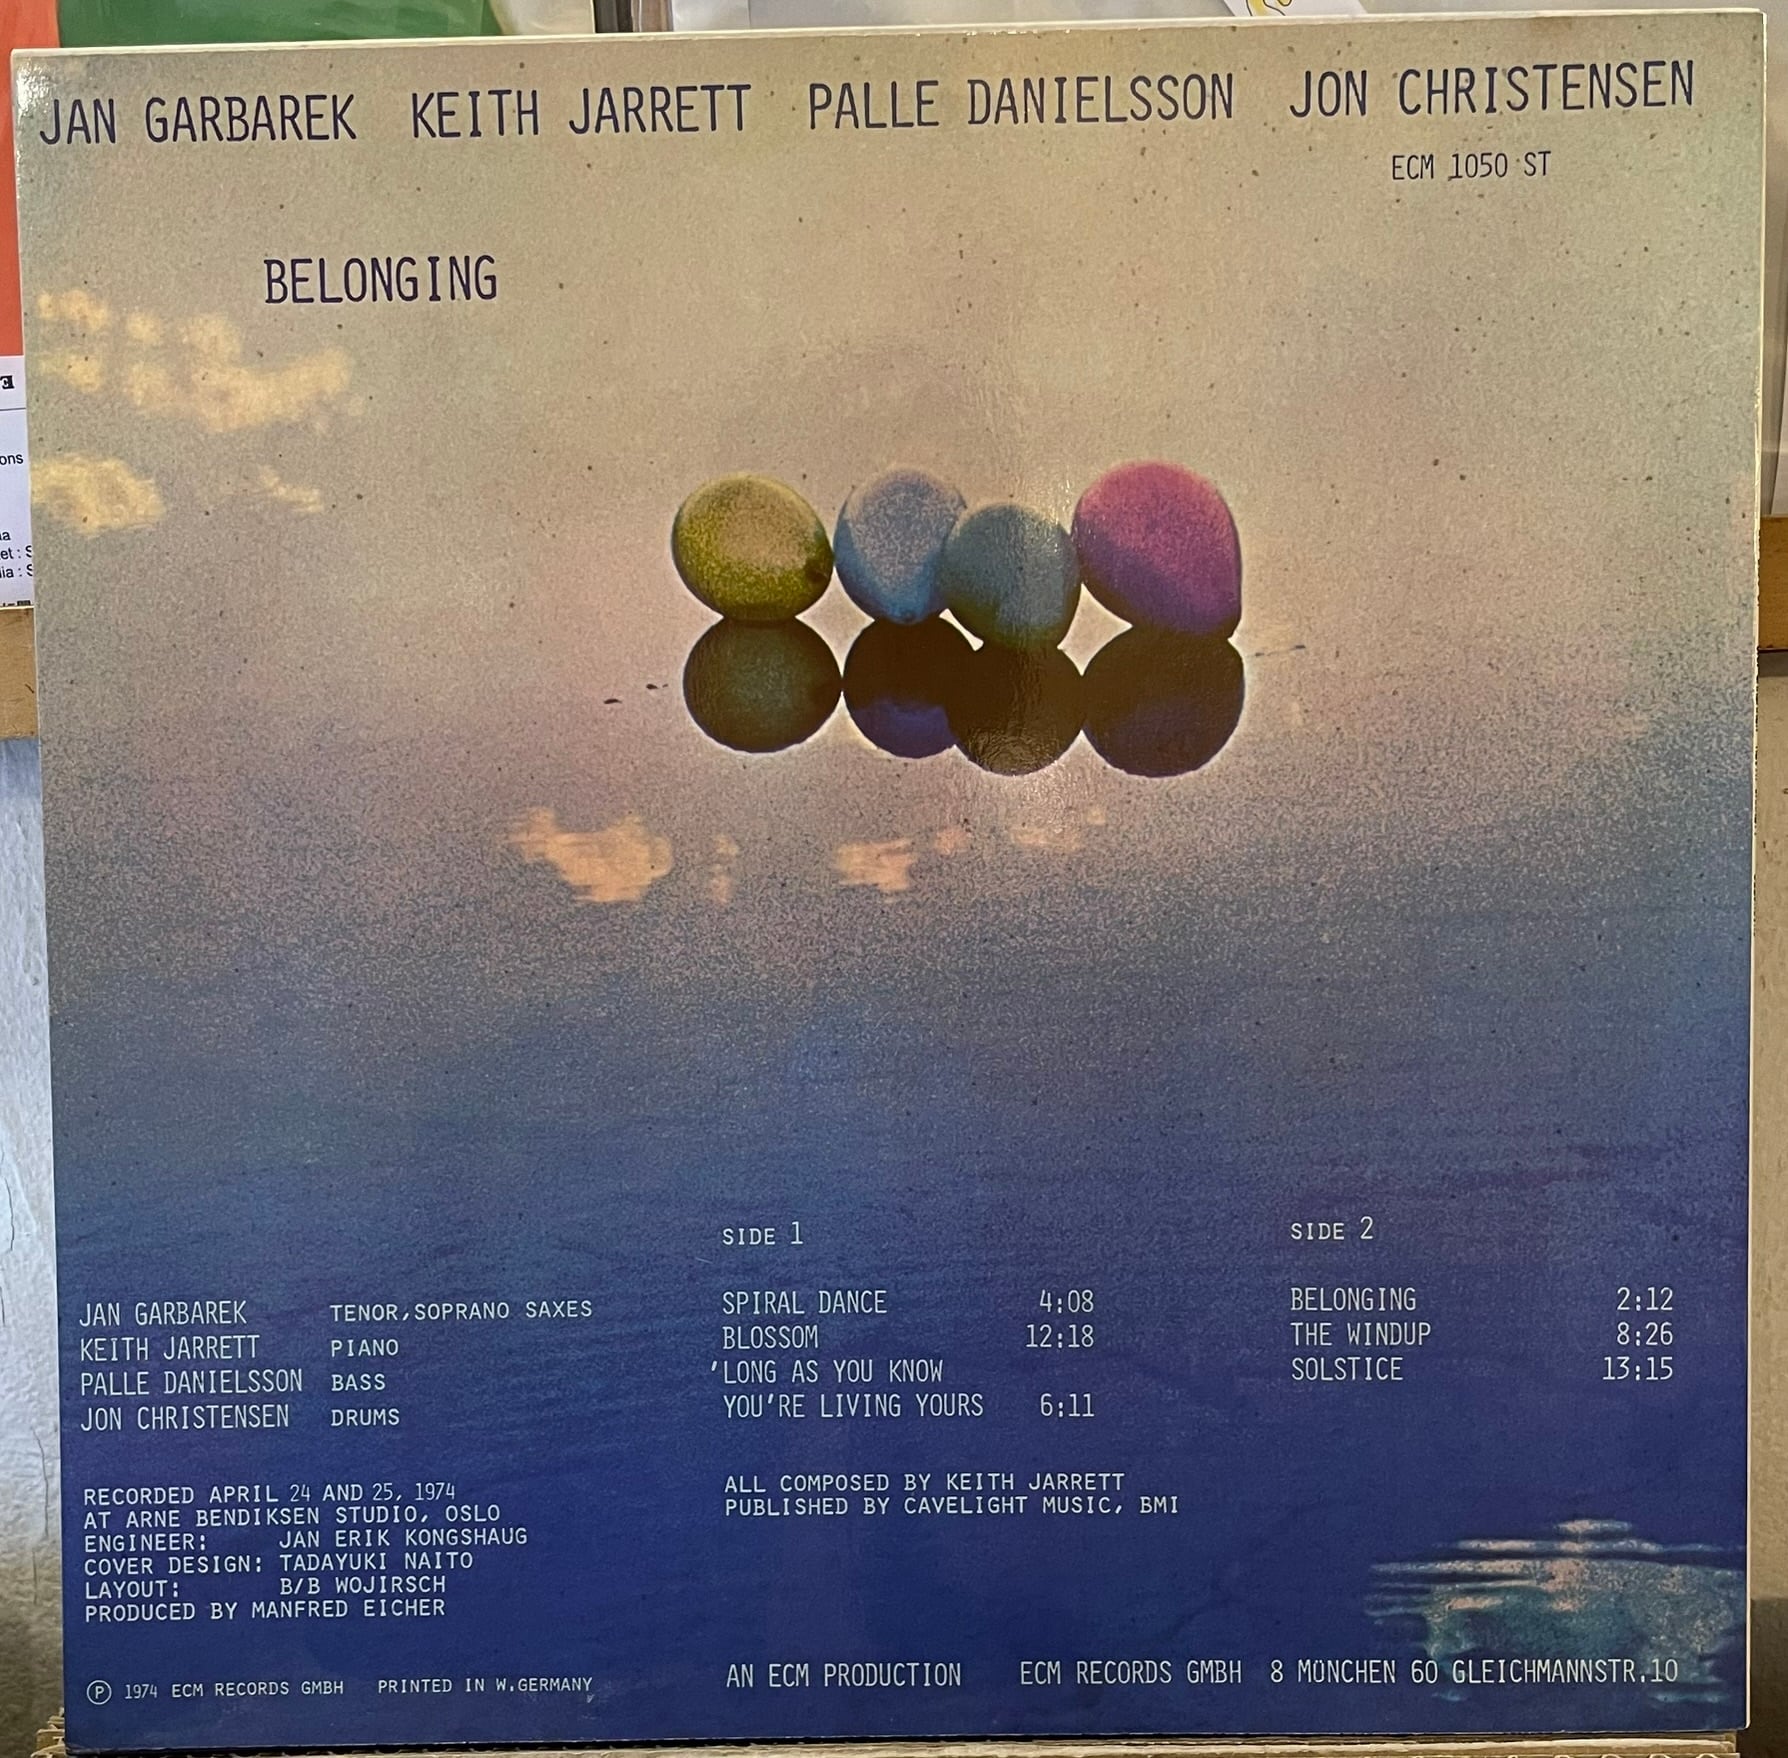 JAN GARBAREK KEITH JARRETT PALLE DANIELSSON JON CHRISTENSEN
ECM 1050 ST
BELONGING
JAN GARBAREK TENOR,SOPRANO SAXES
KEITH JARRETT PIANO
PALLE DANIELSSON BASS
JON CHRISTENSEN DRUMS
RECORDED APRIL 24 AND 25, 1974
AT ARNE BENDIKSEN STUDIO, OSLO
ENGINEER: JAN ERIK KONGSHAUG
COVER DESIGN: TADAYUKI NAITO
LAYOUT: B/B WOJIRSCH
PRODUCED BY MANFRED EICHER
SIDE 1
SPIRAL DANCE 4:08
BLOSSOM 12:18
'LONG AS YOU KNOW
YOU'RE LIVING YOURS 6:11
SIDE 2
BELONGING 2:12
THE WINDUP 8:26
SOLSTICE 13:15
ALL COMPOSED BY KEITH JARRETT
PUBLISHED BY CAVELIGHT MUSIC, BMI
Ⓟ 1974 ECM RECORDS GMBH PRINTED IN W.GERMANY
AN ECM PRODUCTION ECM RECORDS GMBH 8 MÜNCHEN 60 GLEICHMANNSTR.10